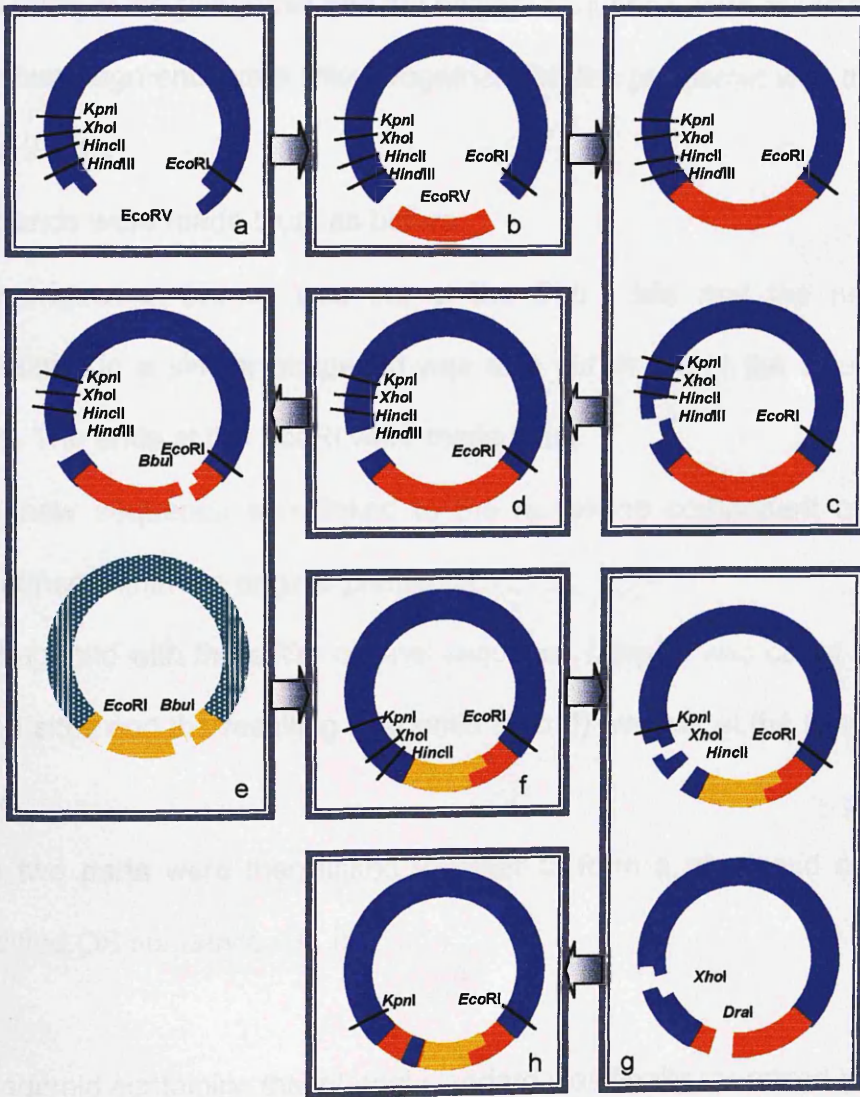 KpnI
XhoI
HincII
HindIII
EcoRI
EcoRV
a
KpnI
XhoI
HincII
HindIII
EcoRI
EcoRV
b
KpnI
XhoI
HincII
HindIII
EcoRI
KpnI
XhoI
HincII
HindIII
EcoRI
c
KpnI
XhoI
HincII
HindIII
EcoRI
d
KpnI
XhoI
HincII
HindIII
EcoRI
BbuI
EcoRI
BbuI
e
KpnI
XhoI
HincII
EcoRI
f
KpnI
XhoI
HincII
EcoRI
XhoI
DraI
g
KpnI
EcoRI
h